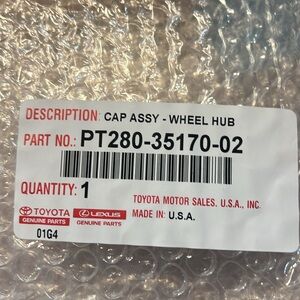 DESCRIPTION: CAP ASSY - WHEEL HUB
PART NO.: PT280-35170-02
QUANTITY: 1
TOYOTA MOTOR SALES, U.S.A., INC.
MADE IN: U.S.A.
TOYOTA LEXUS
GENUINE PARTS GENUINE PARTS
01G4